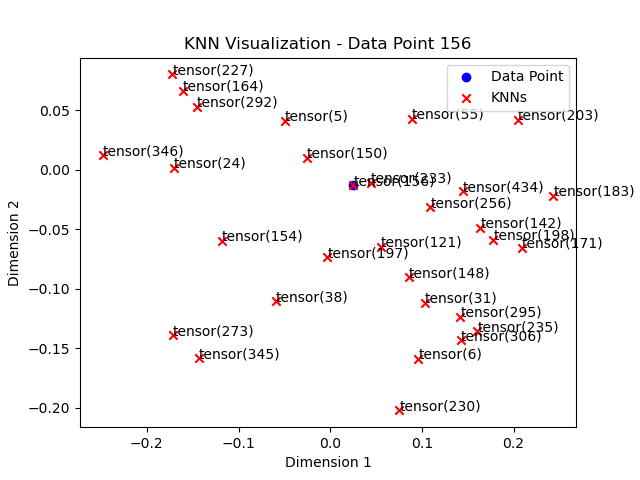 KNN Visualization - Data Point 156
Data Point
KNNs
tensor(227)
tensor(164)
tensor(292)
tensor(5)
tensor(55)
tensor(203)
tensor(346)
tensor(150)
tensor(24)
tensor(233)
tensor(156)
tensor(434)
tensor(183)
tensor(256)
tensor(142)
tensor(154)
tensor(198)
tensor(121)
tensor(171)
tensor(197)
tensor(148)
tensor(38)
tensor(31)
tensor(295)
tensor(235)
tensor(273)
tensor(306)
tensor(345)
tensor(6)
tensor(230)
0.05
0.00
−0.05
−0.10
−0.15
−0.20
Dimension 2
−0.2
−0.1
0.0
0.1
0.2
Dimension 1